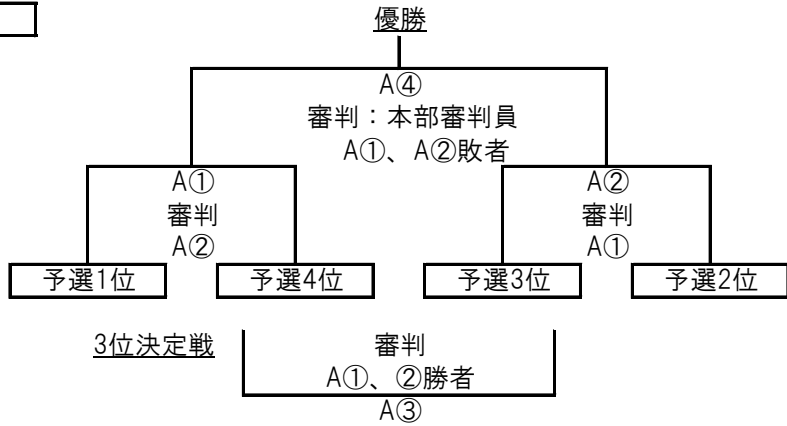 優勝
A④
審判：本部審判員
A①、A②敗者
A①
審判
A②
A②
審判
A①
予選1位
予選4位
予選3位
予選2位
3位決定戦
審判
A①、②勝者
A③